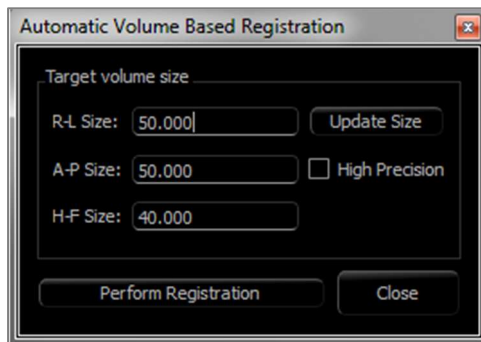 Automatic Volume Based Registration
Target volume size
R-L Size: 50.000 Update Size
A-P Size: 50.000 High Precision
H-F Size: 40.000
Perform Registration Close